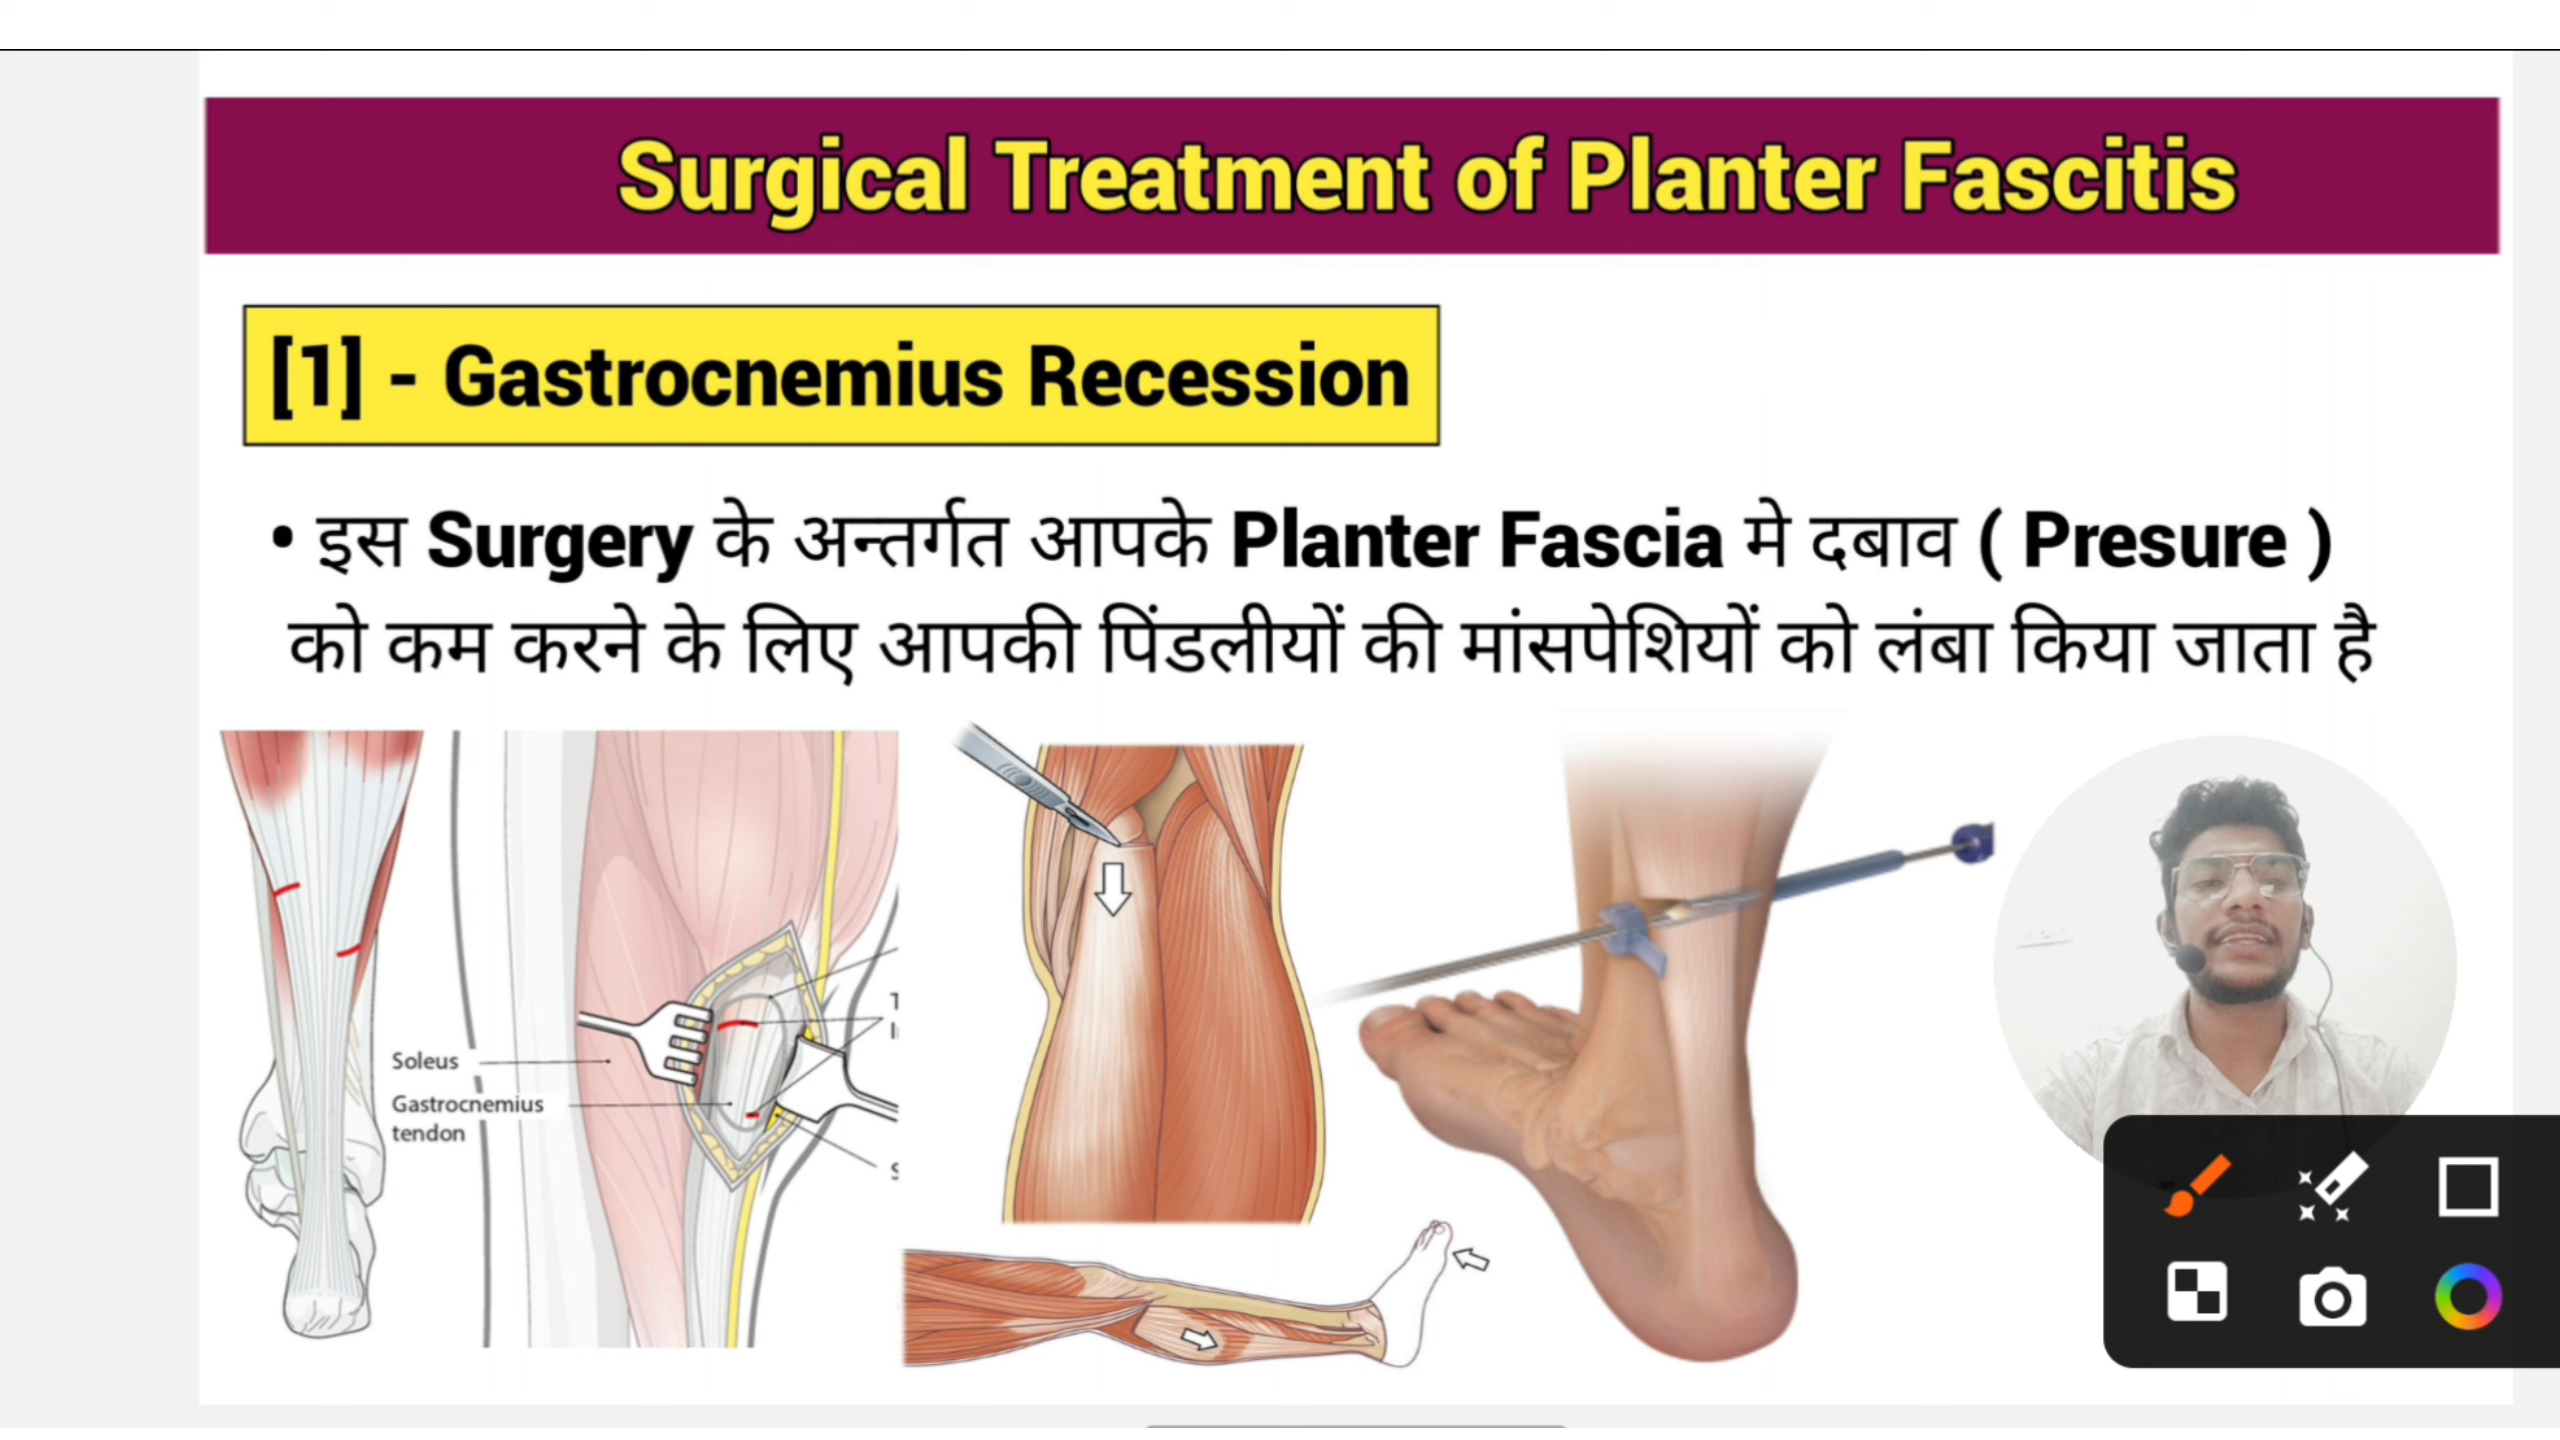 Surgical Treatment of Planter Fascitis
[1] - Gastrocnemius Recession
• इस Surgery के अन्तर्गत आपके Planter Fascia मे दबाव ( Presure )
को कम करने के लिए आपकी पिंडलीयों की मांसपेशियों को लंबा किया जाता है
Soleus
Gastrocnemius
tendon